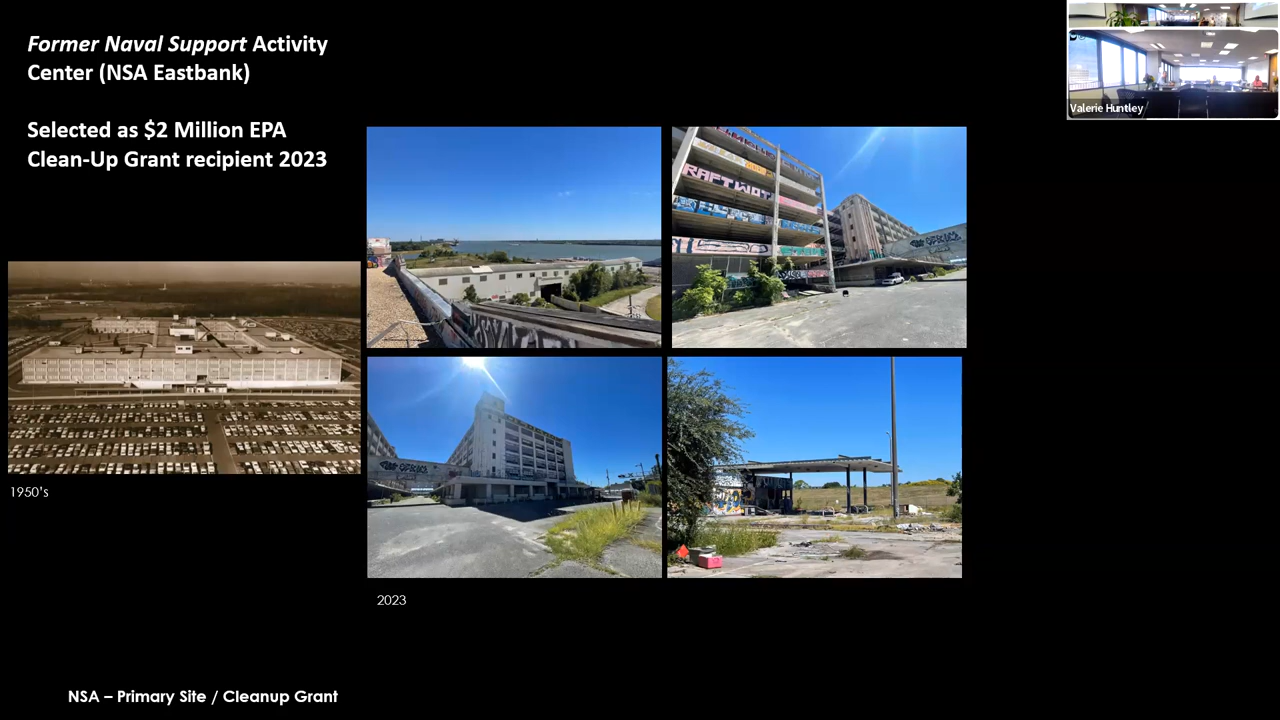 Former Naval Support Activity
Center (NSA Eastbank)
Selected as $2 Million EPA
Clean-Up Grant recipient 2023
Valerie Huntley
RAFTWOT
1950's
2023
NSA – Primary Site / Cleanup Grant